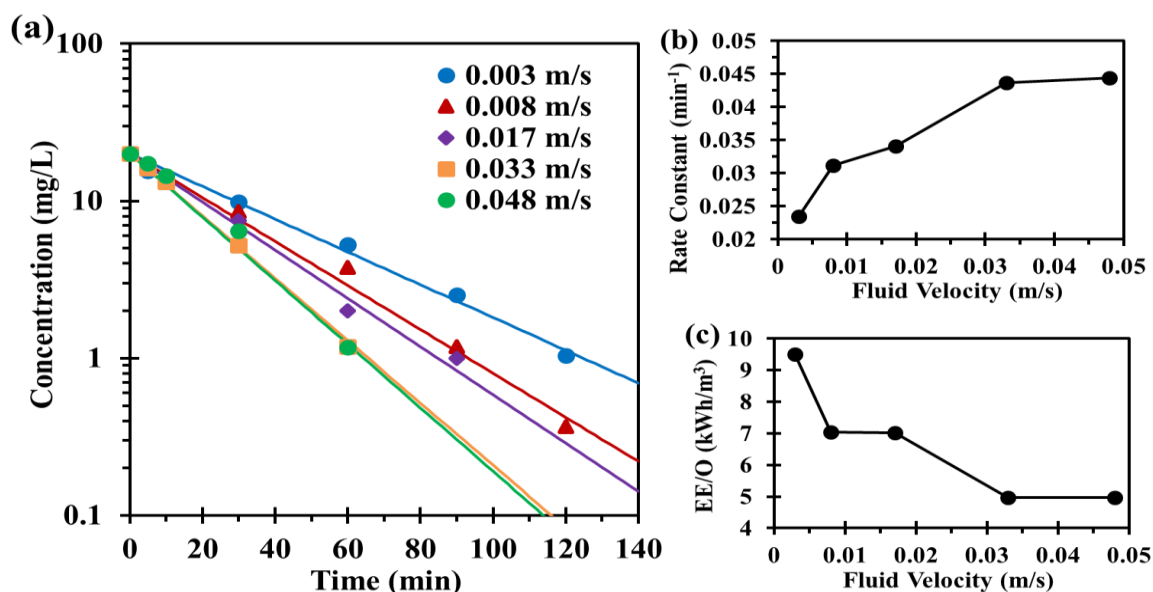 (a)
Concentration (mg/L)
100
10
1
0.1
0.003 m/s
0.008 m/s
0.017 m/s
0.033 m/s
0.048 m/s
0 20 40 60 80 100 120 140
Time (min)
(b)
Rate Constant (min⁻¹)
0.05
0.045
0.04
0.035
0.03
0.025
0.02
0 0.01 0.02 0.03 0.04 0.05
Fluid Velocity (m/s)
(c)
EE/O (kWh/m³)
10
9
8
7
6
5
4
0 0.01 0.02 0.03 0.04 0.05
Fluid Velocity (m/s)